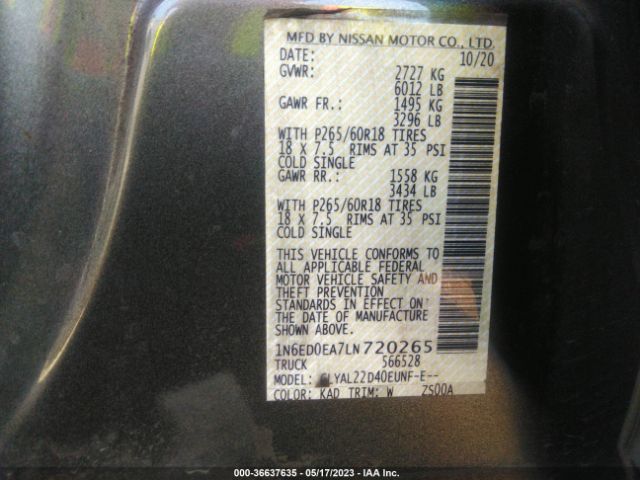 MFD BY NISSAN MOTOR CO., LTD.
DATE: 10/20
GVWR: 2727 KG
6012 LB
GAWR FR.: 1495 KG
3296 LB
WITH P265/60R18 TIRES
18 X 7.5 RIMS AT 35 PSI
COLD SINGLE
GAWR RR.: 1558 KG
3434 LB
WITH P265/60R18 TIRES
18 X 7.5 RIMS AT 35 PSI
COLD SINGLE
THIS VEHICLE CONFORMS TO
ALL APPLICABLE FEDERAL
MOTOR VEHICLE SAFETY AND
THEFT PREVENTION
STANDARDS IN EFFECT ON
THE DATE OF MANUFACTURE
SHOWN ABOVE.
1N6ED0EA7LN720265
TRUCK 566528
MODEL: LYAL22D40EUNF-E--
COLOR: KAD TRIM: W ZS00A
000-36637635 - 05/17/2023 - IAA Inc.